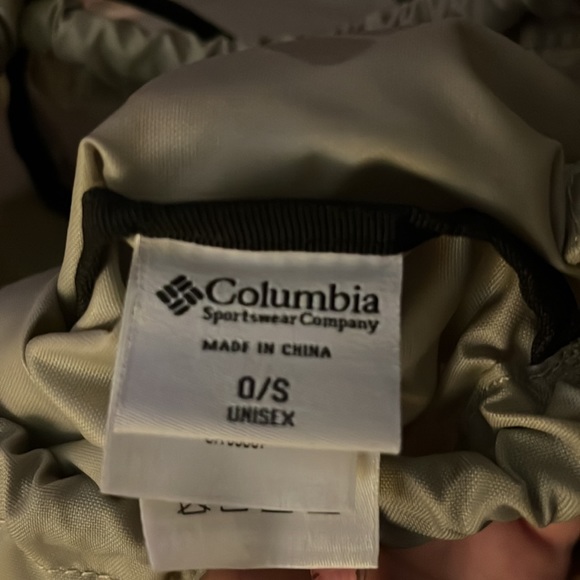 Columbia
Sportswear Company
MADE IN CHINA
O/S
UNISEX